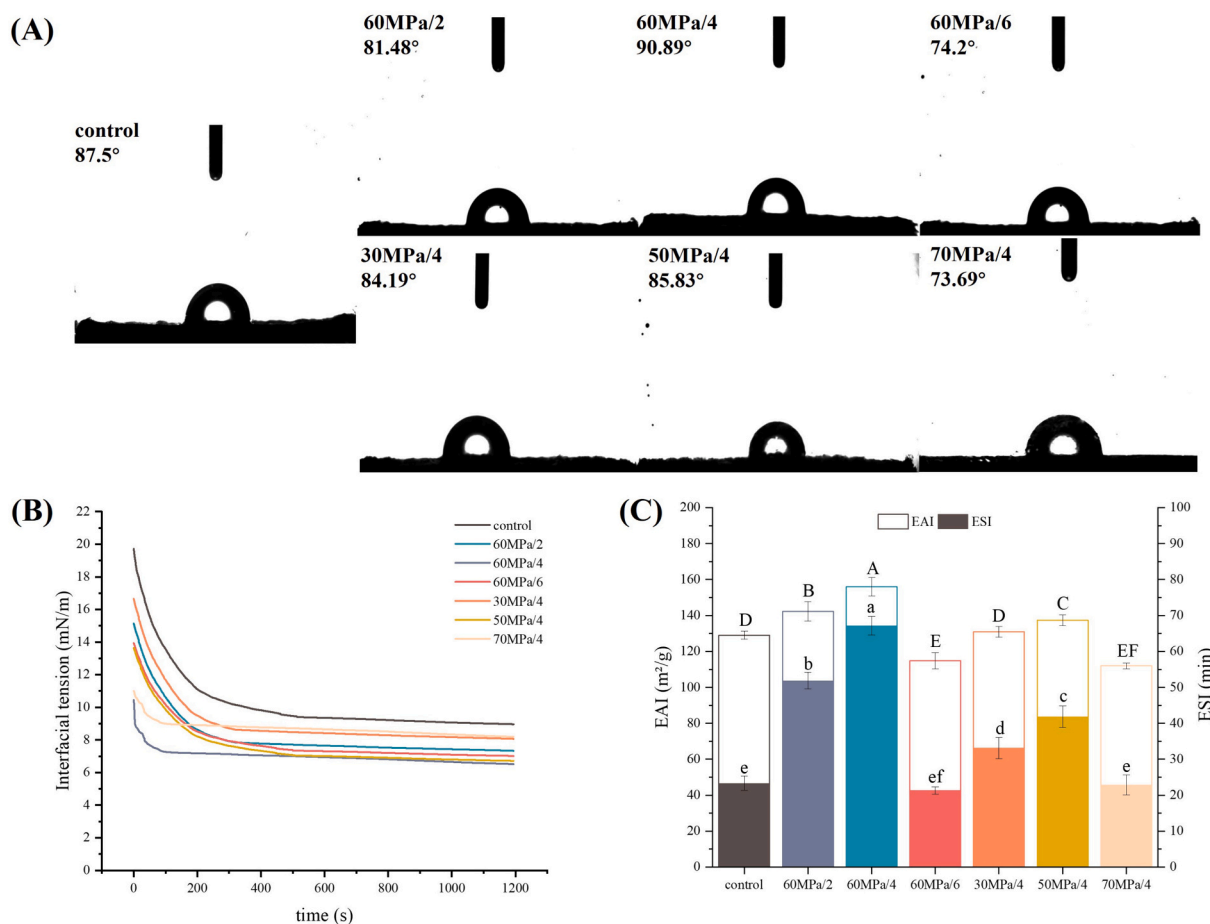 (A)
control
87.5°
60MPa/2
81.48°
60MPa/4
90.89°
60MPa/6
74.2°
30MPa/4
84.19°
50MPa/4
85.83°
70MPa/4
73.69°
(B)
Interfacial tension (mN/m)
22
20
18
16
14
12
10
8
6
4
2
0
0
200
400
600
800
1000
1200
time (s)
control
60MPa/2
60MPa/4
60MPa/6
30MPa/4
50MPa/4
70MPa/4
(C)
EAI (m²/g)
200
180
160
140
120
100
80
60
40
20
0
EAI
ESI
D
B
A
E
D
C
EF
e
b
a
ef
d
c
e
control
60MPa/2
60MPa/4
60MPa/6
30MPa/4
50MPa/4
70MPa/4
100
90
80
70
60
50
40
30
20
10
0
ESI (min)